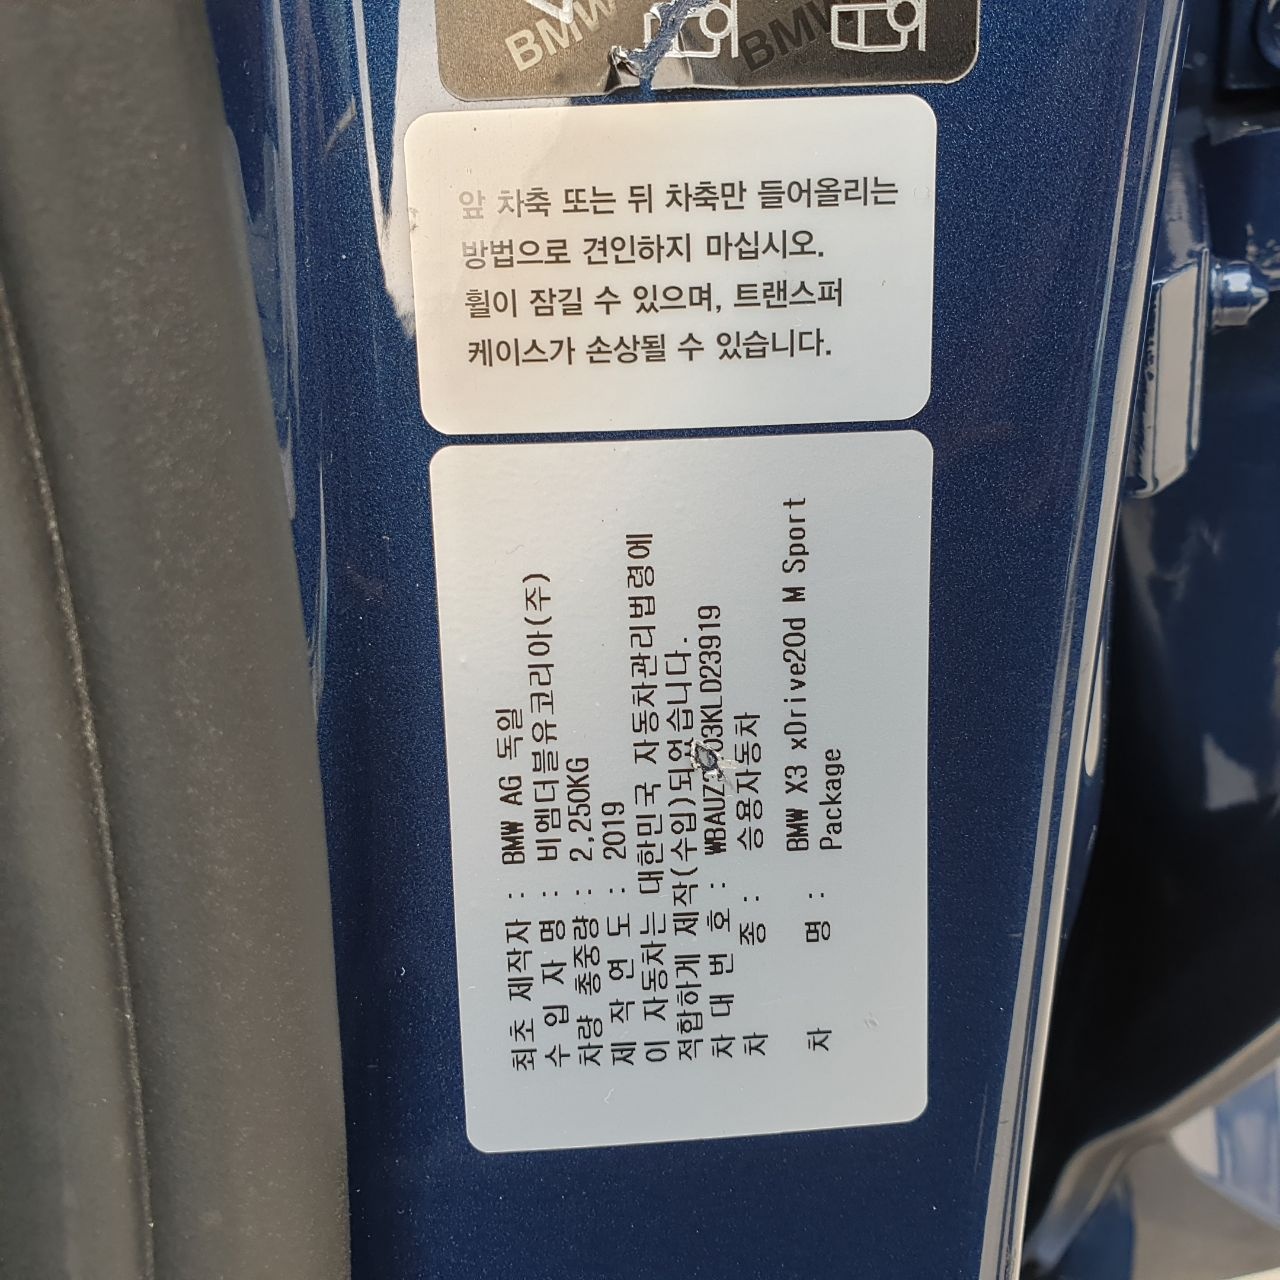 BMW
BMW
앞 차축 또는 뒤 차축만 들어올리는
방법으로 견인하지 마십시오.
휠이 잠길 수 있으며, 트랜스퍼
케이스가 손상될 수 있습니다.
최초 제작자 : BMW AG 독일
수 입 자 명 : 비엠더블유코리아(주)
차량 총중량 : 2,250KG
제 작 연 도 : 2019
이 자동차는 대한민국 자동차관리법령에
적합하게 제작(수입)되었습니다.
차 대 번 호 :
차 종 : 승용자동차
차 명 : BMW X3 xDrive20d M Sport
Package